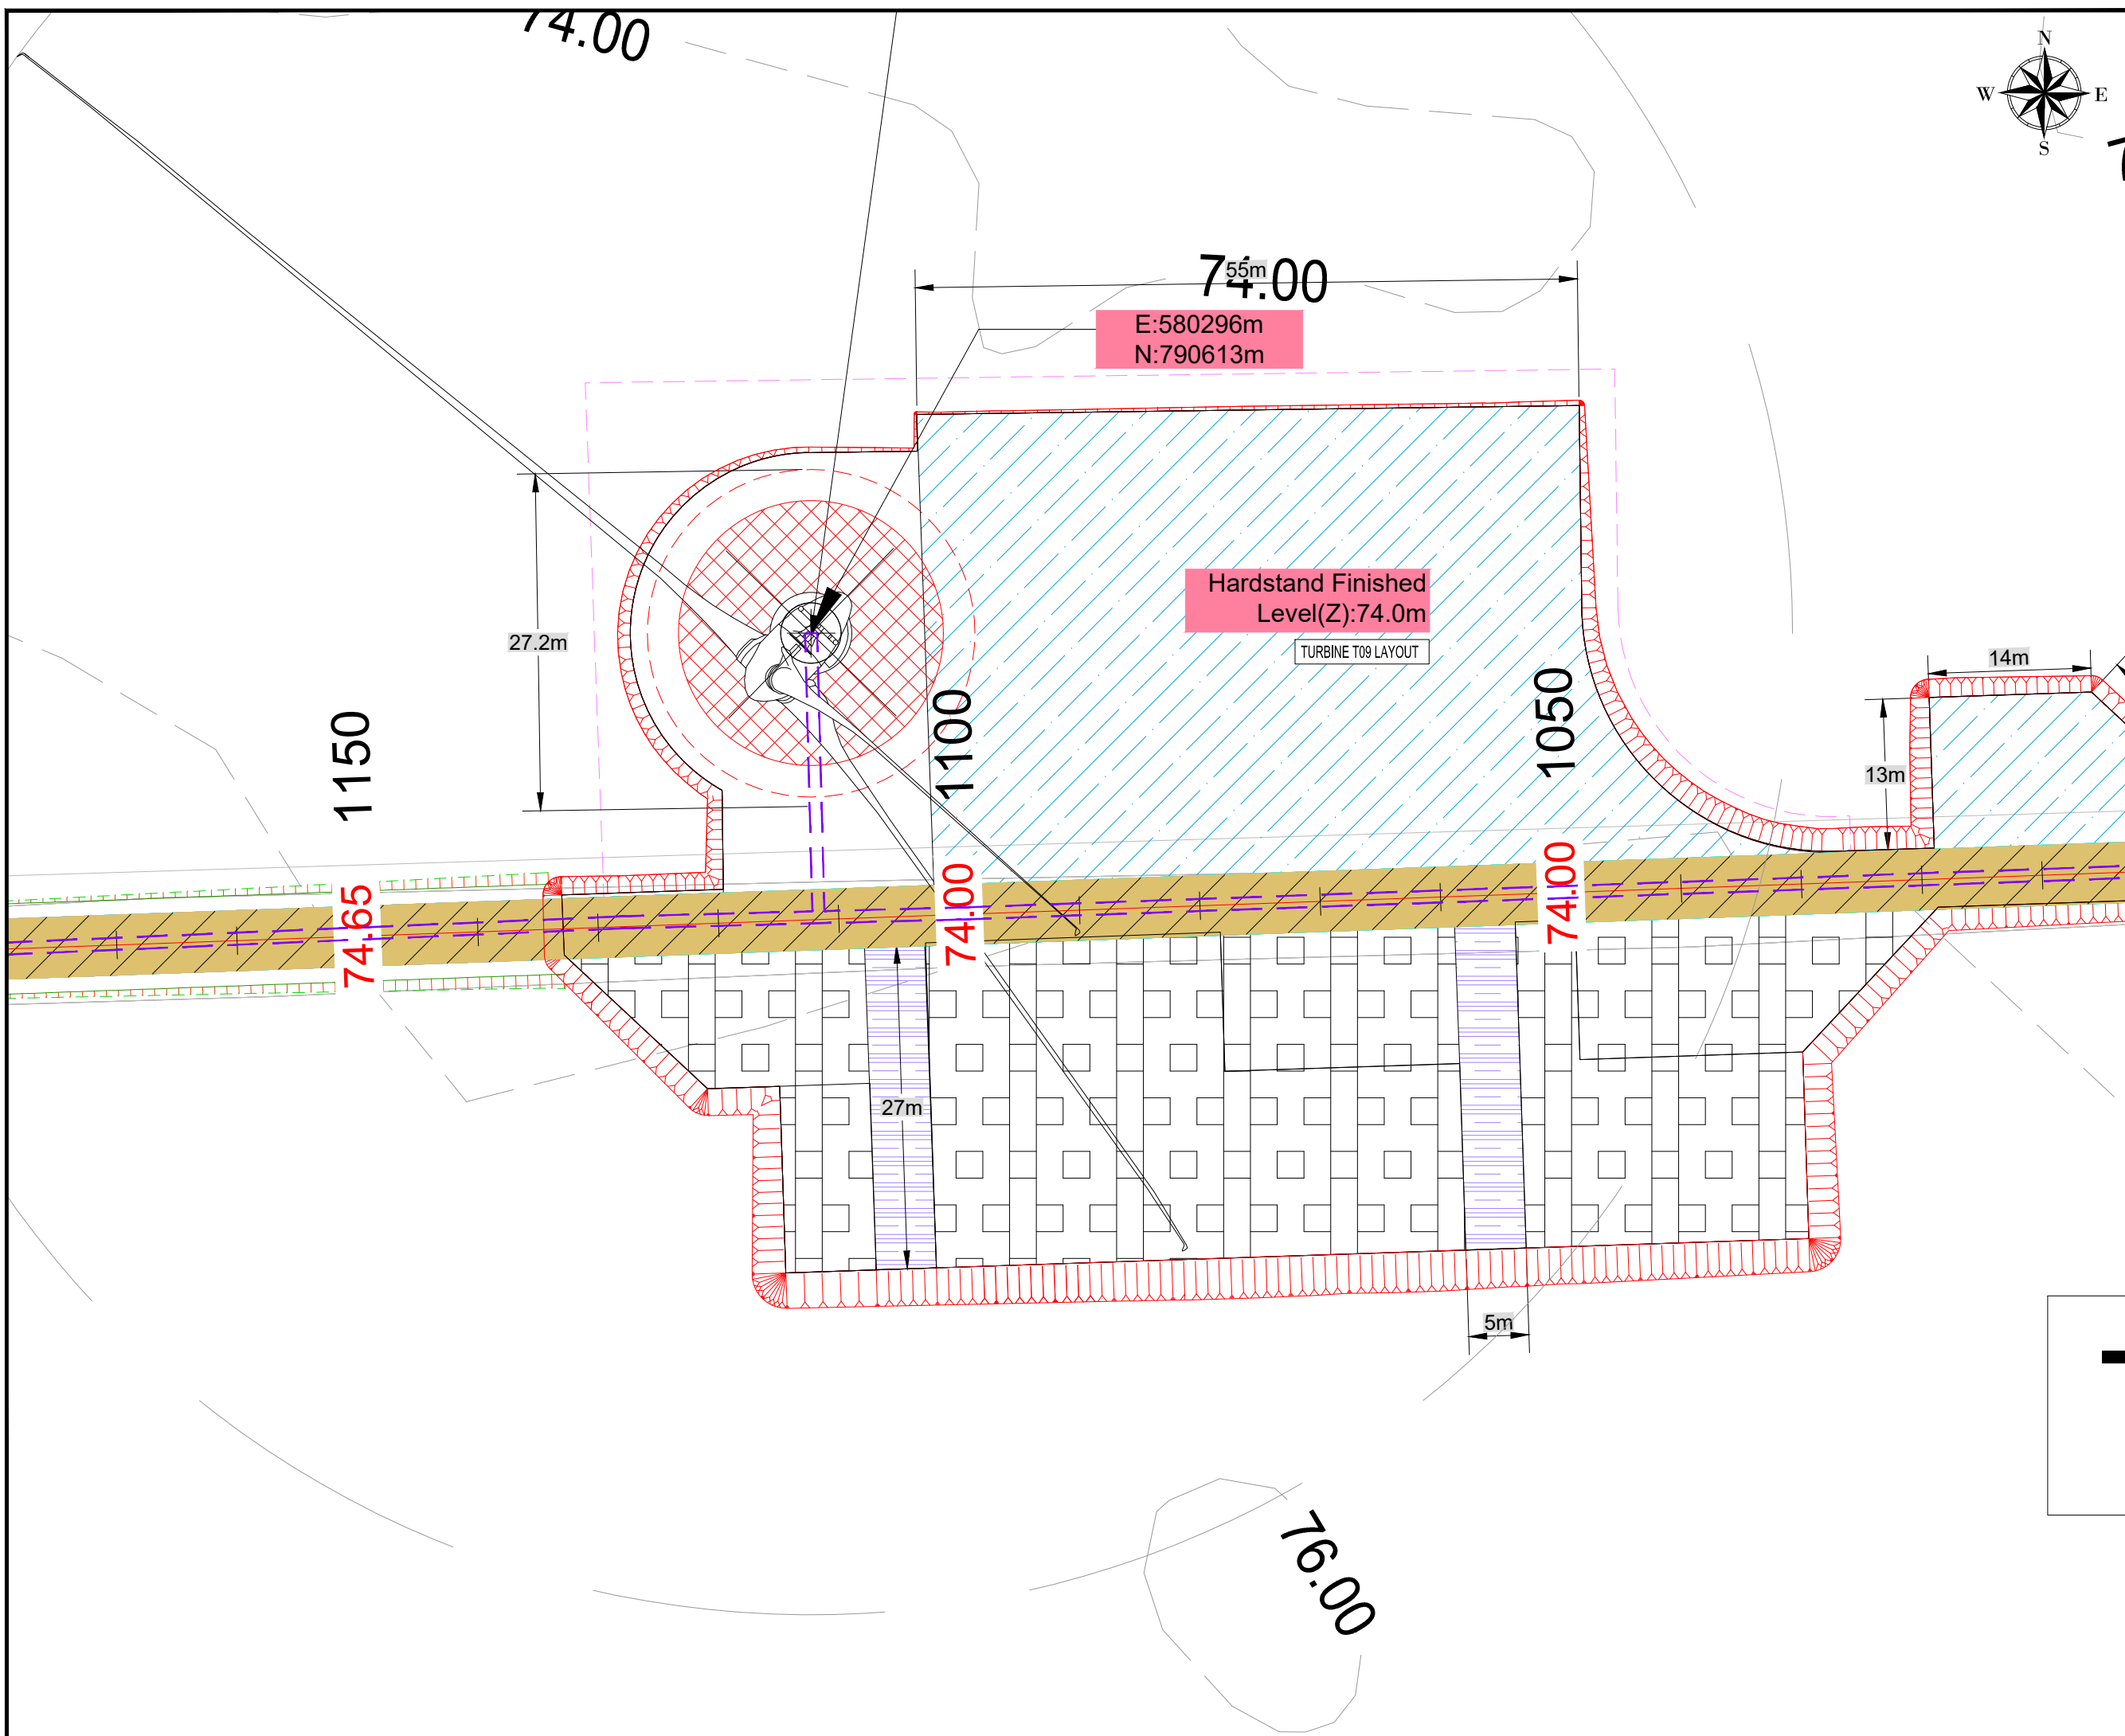 74.00
N
W E
S
74.00
55m
E:580296m
N:790613m
Hardstand Finished
Level(Z):74.0m
TURBINE T09 LAYOUT
27.2m
14m
13m
1150
1100
1050
74.65
74.00
74.00
27m
5m
76.00